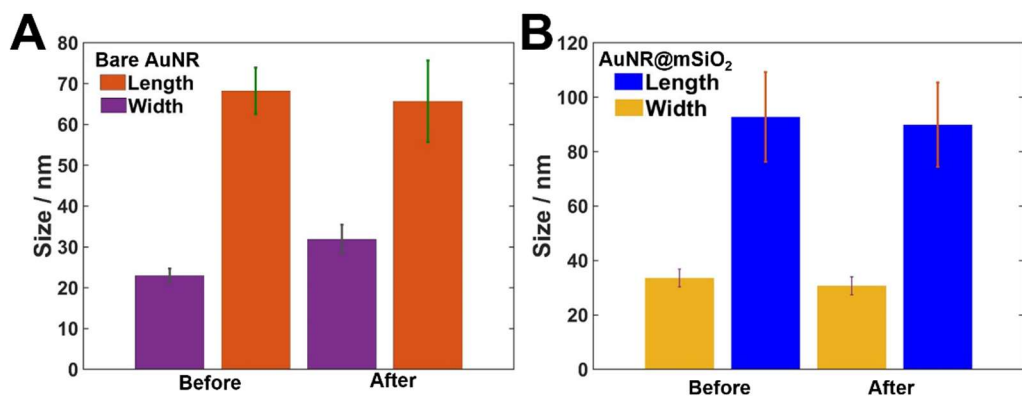 A
Size / nm
80
70
60
50
40
30
20
10
0
Bare AuNR
Length
Width
Before
After
B
Size / nm
120
100
80
60
40
20
0
AuNR@mSiO₂
Length
Width
Before
After